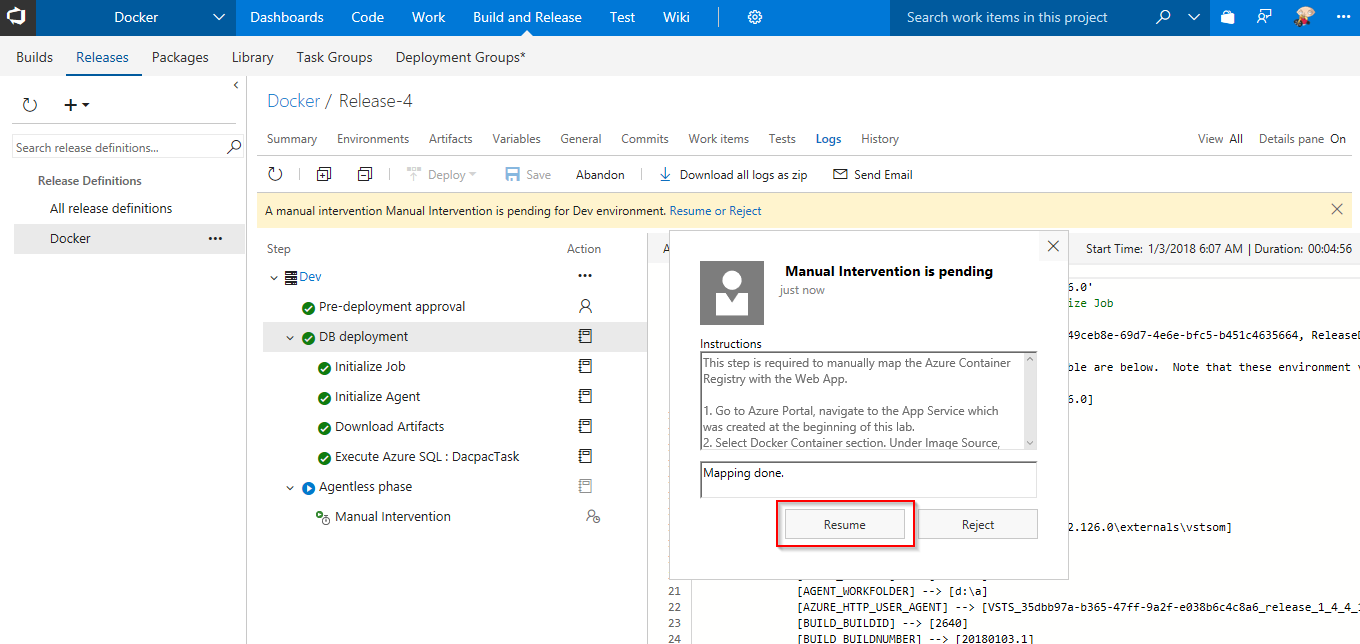 Docker Dashboards Code Work Build and Release Test Wiki Search work items in this project
Builds Releases Packages Library Task Groups Deployment Groups*
Docker / Release-4
Summary Environments Artifacts Variables General Commits Work items Tests Logs History View All Details pane On
Search release definitions...
Deploy Save Abandon Download all logs as zip Send Email
Release Definitions
All release definitions
Docker ...
A manual intervention Manual Intervention is pending for Dev environment. Resume or Reject
Step Action
Dev ...
Pre-deployment approval
DB deployment
Initialize Job
Initialize Agent
Download Artifacts
Execute Azure SQL : DacpacTask
Agentless phase
Manual Intervention
Start Time: 1/3/2018 6:07 AM | Duration: 00:04:56
Manual Intervention is pending
just now
Instructions
This step is required to manually map the Azure Container
Registry with the Web App.
1. Go to Azure Portal, navigate to the App Service which
was created at the beginning of this lab.
2. Select Docker Container section. Under Image Source,
Mapping done.
Resume Reject
6.0'
ize Job
49ceb8e-69d7-4e6e-bfc5-b451c4635664, ReleaseD
ble are below. Note that these environment v
6.0]
2.126.0\externals\vstsom]
21 [AGENT_WORKFOLDER] --> [d:\a]
22 [AZURE_HTTP_USER_AGENT] --> [VSTS_35dbb97a-b365-47ff-9a2f-e038b6c4c8a6_release_1_4_4_1
23 [BUILD_BUILDID] --> [2640]
24 [BUILD_BUILDNUMBER] --> [20180103.1]